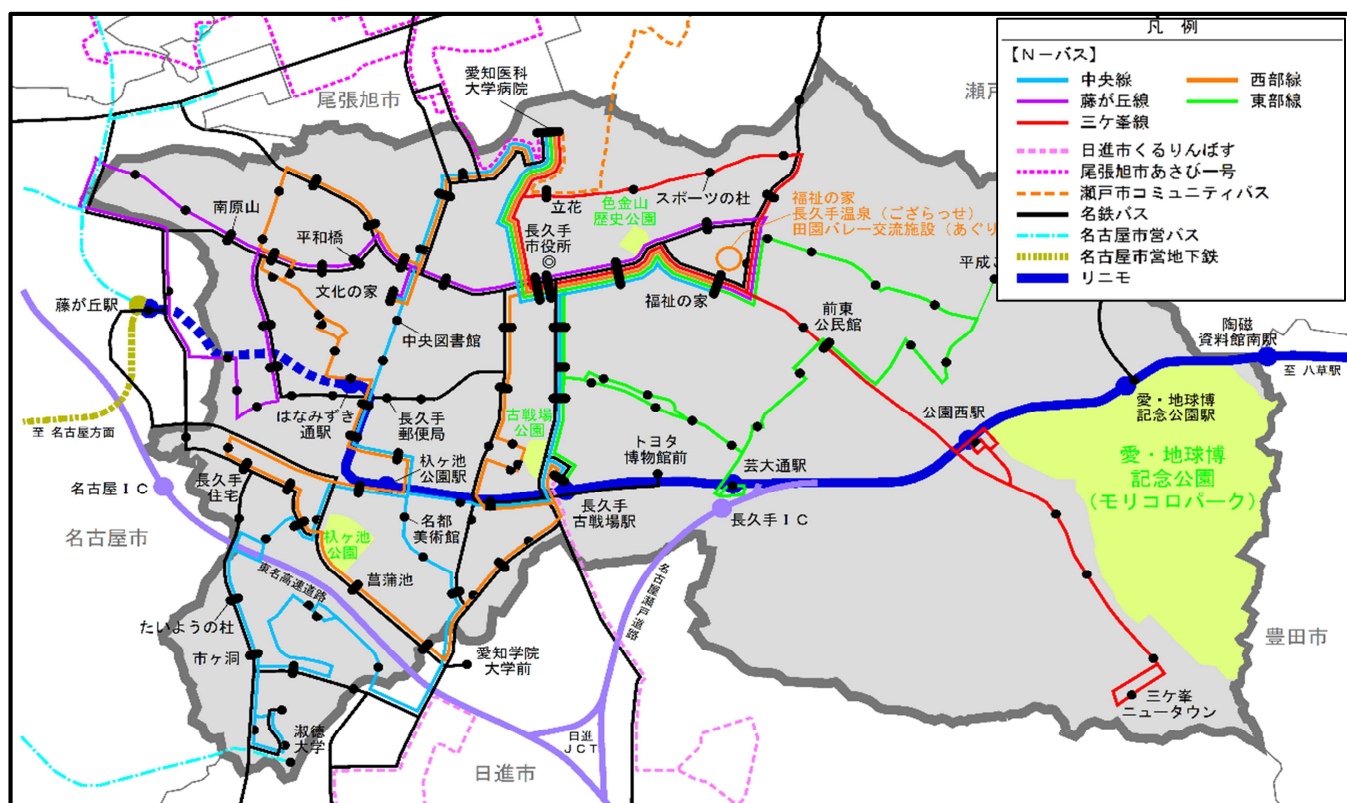 凡 例
【N−バス】
中央線
西部線
藤が丘線
東部線
三ケ峯線
日進市くるりんばす
尾張旭市あさぴー号
瀬戸市コミュニティバス
名鉄バス
名古屋市営バス
名古屋市営地下鉄
リニモ
尾張旭市
愛知医科
大学病院
瀬戸
南原山
平和橋
立花
スポーツの杜
色金山
歴史公園
長久手
市役所
福祉の家
長久手温泉（ござらっせ）
田園バレー交流施設（あぐり
文化の家
福祉の家
平成こ
藤が丘駅
中央図書館
前東
公民館
陶磁
資料館南駅
至 八草駅
はなみずき
通駅
長久手
郵便局
古戦場
公園
トヨタ
博物館前
芸大通駅
公園西駅
愛・地球博
記念公園駅
至 名古屋方面
杁ヶ池
公園駅
長久手
住宅
名古屋ＩＣ
名都
美術館
長久手
古戦場駅
長久手ＩＣ
愛・地球博
記念公園
（モリコロパーク）
名古屋市
杁ヶ池
公園
菖蒲池
東名高速道路
名古屋瀬戸道路
たいようの杜
市ヶ洞
愛知学院
大学前
豊田市
淑徳
大学
日進
ＪＣＴ
三ケ峯
ニュータウン
日進市